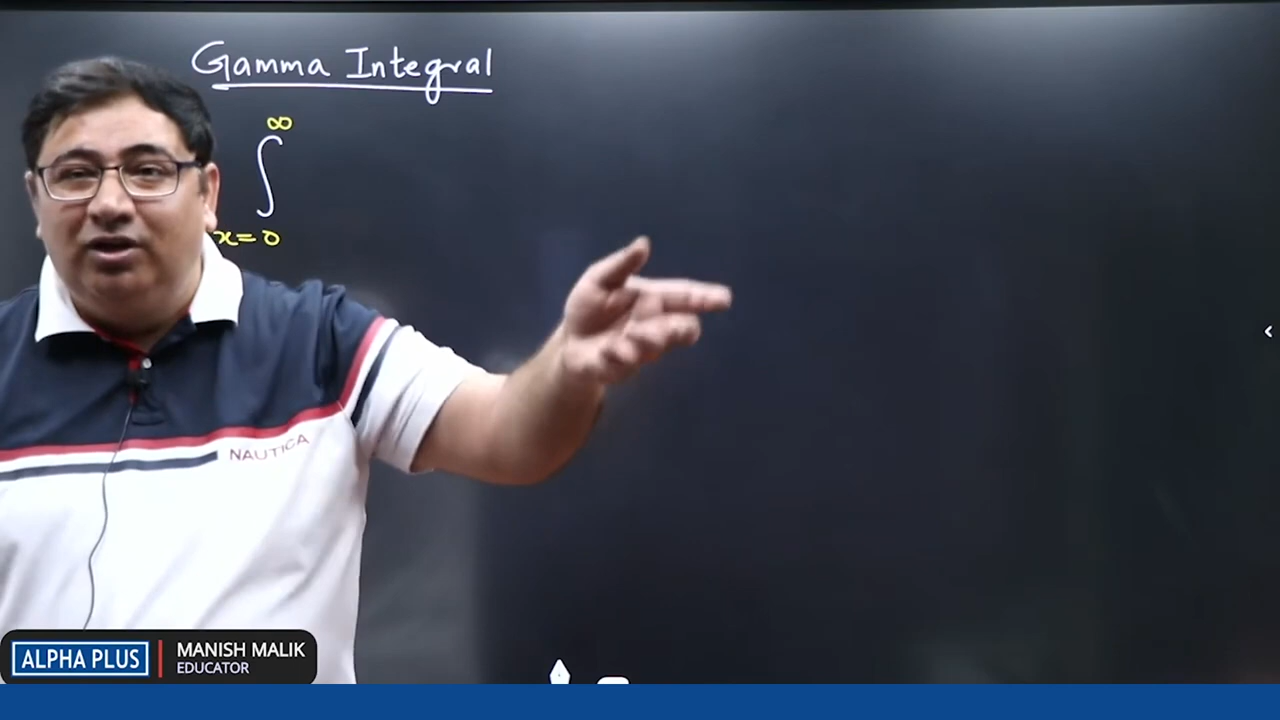 Gamma Integral
∞
∫
x=0
NAUTICA
ALPHA PLUS
MANISH MALIK
EDUCATOR